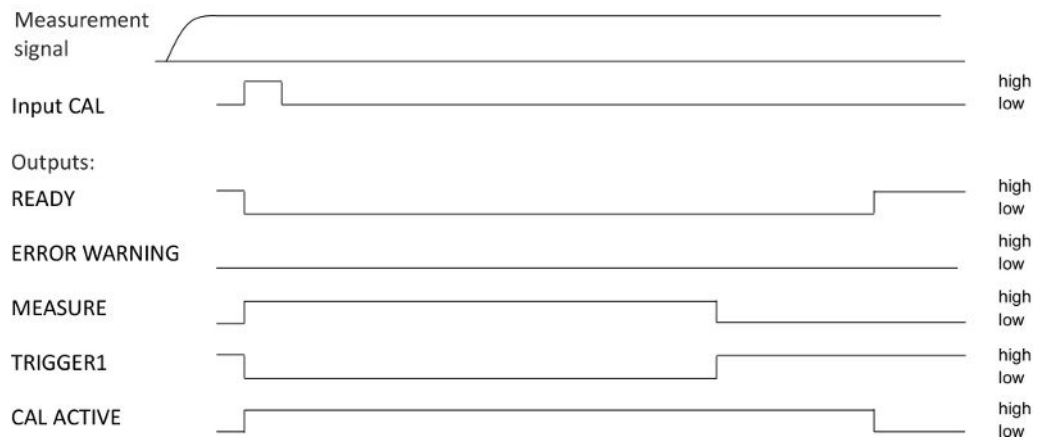 Measurement
signal
Input CAL
high
low
Outputs:
READY
high
low
ERROR WARNING
high
low
MEASURE
high
low
TRIGGER1
high
low
CAL ACTIVE
high
low